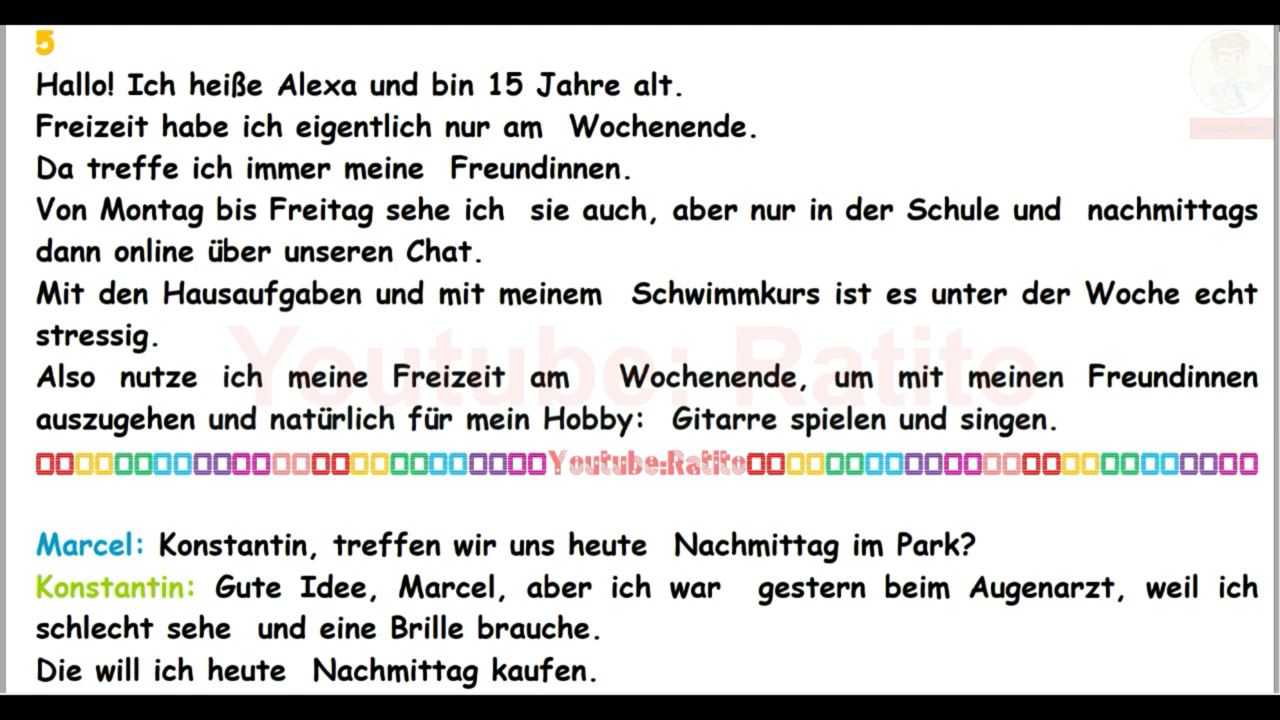 5
Hallo! Ich heiße Alexa und bin 15 Jahre alt.
Freizeit habe ich eigentlich nur am Wochenende.
Da treffe ich immer meine Freundinnen.
Von Montag bis Freitag sehe ich sie auch, aber nur in der Schule und nachmittags
dann online über unseren Chat.
Mit den Hausaufgaben und mit meinem Schwimmkurs ist es unter der Woche echt
stressig.
Youtube: Ratito
Also nutze ich meine Freizeit am Wochenende, um mit meinen Freundinnen
auszugehen und natürlich für mein Hobby: Gitarre spielen und singen.
Youtube:Ratito
Marcel: Konstantin, treffen wir uns heute Nachmittag im Park?
Konstantin: Gute Idee, Marcel, aber ich war gestern beim Augenarzt, weil ich
schlecht sehe und eine Brille brauche.
Die will ich heute Nachmittag kaufen.